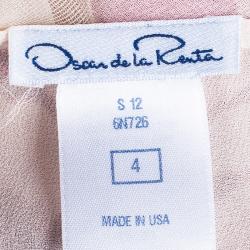 Oscar de la Renta
S 12
6N726
4
MADE IN USA